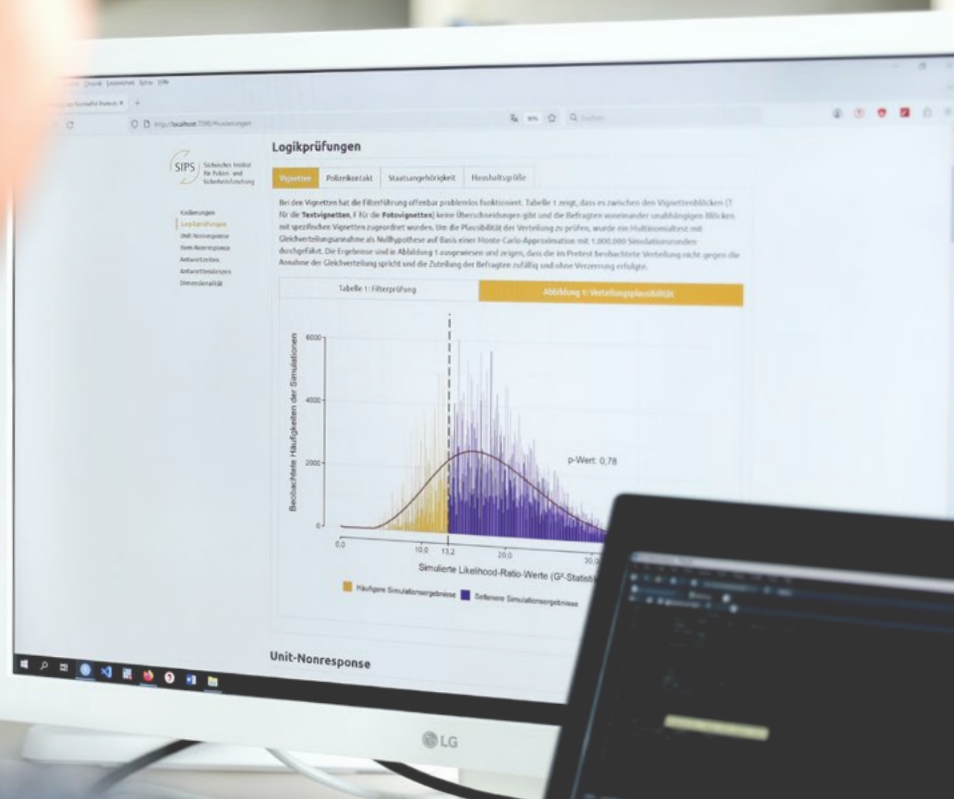 http://localhost
Logikprüfungen
SIPS
Sächsisches Institut
für Polizei- und
Sicherheitsforschung
Vignetten Polizeikontakt Staatsangehörigkeit Haushaltsgröße
Kodierungen
Logikprüfungen
Unit-Nonresponse
Item-Nonresponse
Antwortzeiten
Antworttendenzen
Dimensionalität
Bei den Vignetten hat die Filterführung offenbar problemlos funktioniert. Tabelle 1 zeigt, dass es zwischen den Vignettenblöcken (T
für die Textvignetten, F für die Fotovignetten) keine Überschneidungen gibt und die Befragten voneinander unabhängigen Blöcken
mit spezifischen Vignetten zugeordnet wurden. Um die Plausibilität der Verteilung zu prüfen, wurde ein Multinomialtest mit
Gleichverteilungsannahme als Nullhypothese auf Basis einer Monte-Carlo-Approximation mit 1.000.000 Simulationsrunden
durchgeführt. Die Ergebnisse sind in Abbildung 1 ausgewiesen und zeigen, dass die im Pretest beobachtete Verteilung nicht gegen die
Annahme der Gleichverteilung spricht und die Zuteilung der Befragten zufällig und ohne Verzerrung erfolgte.
Tabelle 1: Filterprüfung Abbildung 1: Verteilungsplausibilität
Beobachtete Häufigkeiten der Simulationen
6000
4000
2000
0
p-Wert: 0,78
0,0 10,0 13,2 20,0 30,0
Simulierte Likelihood-Ratio-Werte (G²-Statisti
Häufigere Simulationsergebnisse Seltenere Simulationsergebnisse
Unit-Nonresponse
LG